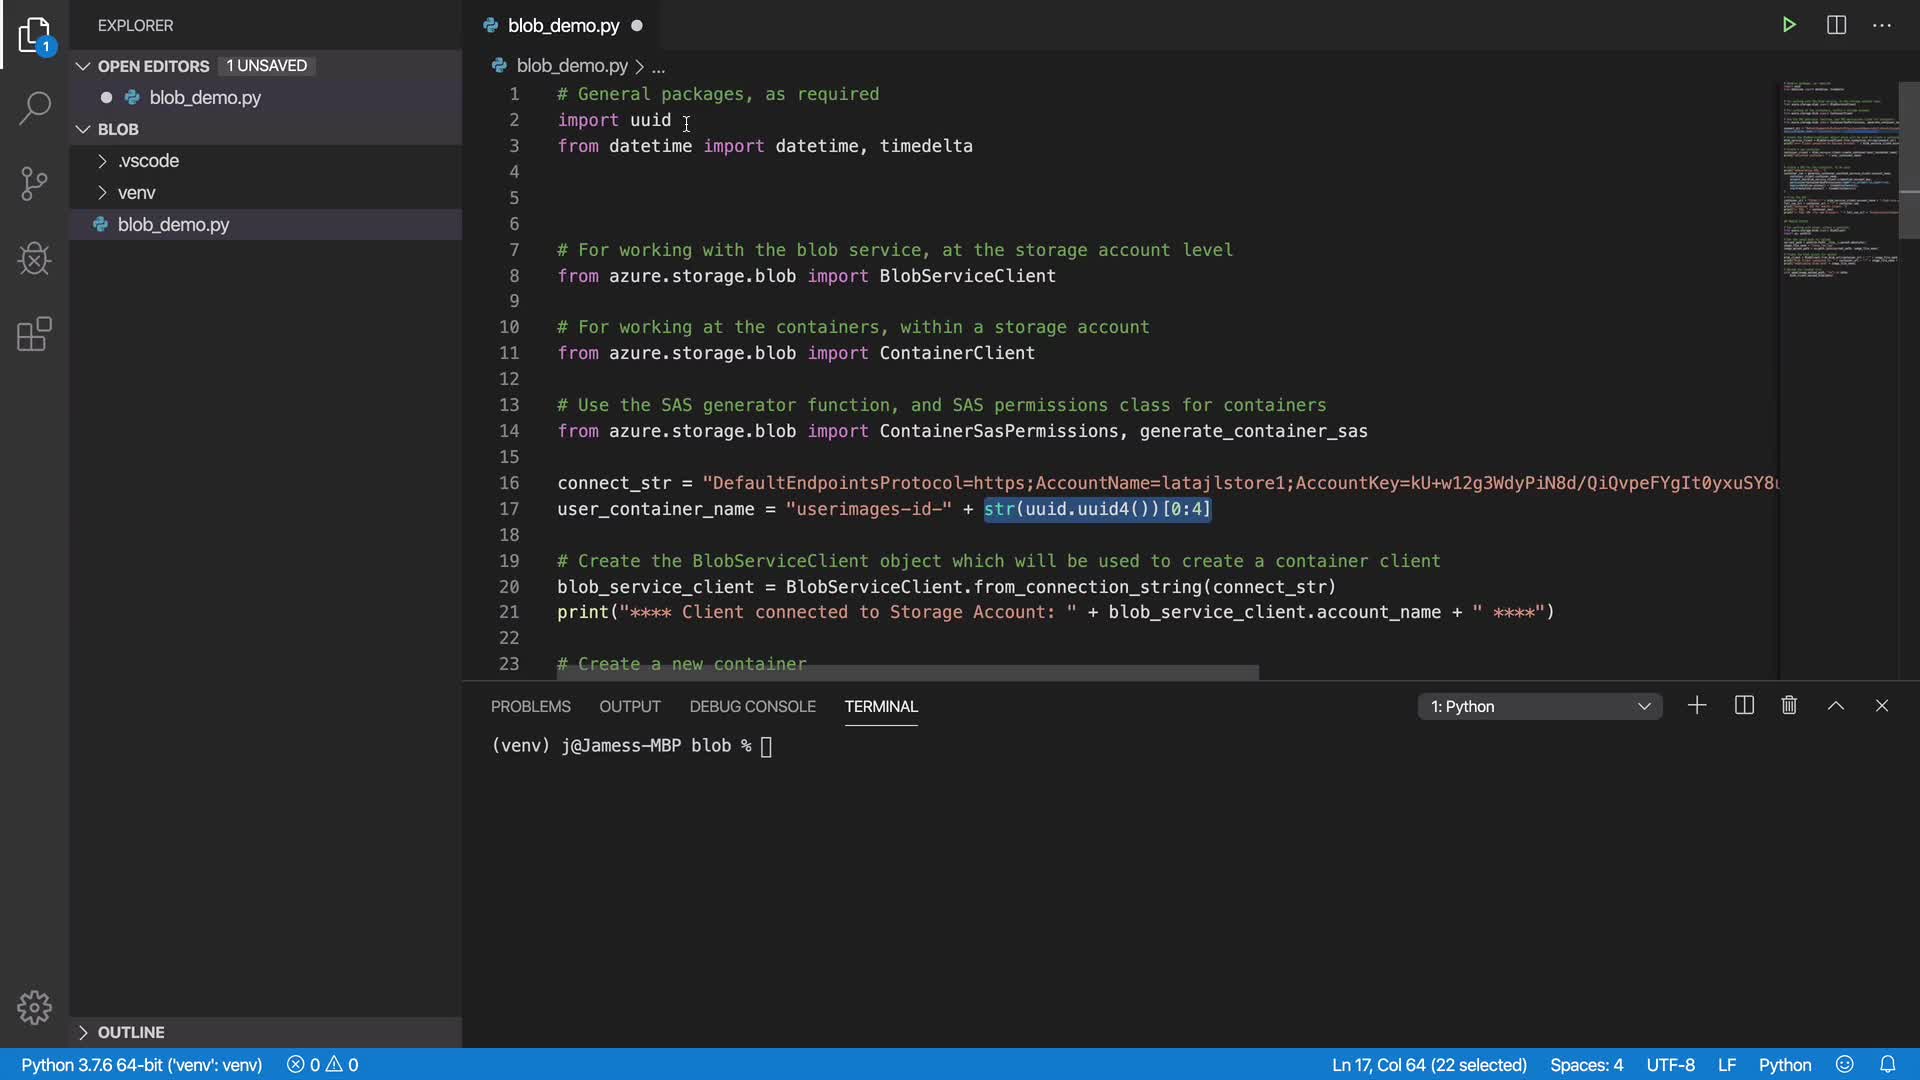 EXPLORER
OPEN EDITORS 1 UNSAVED
blob_demo.py
BLOB
.vscode
venv
blob_demo.py
OUTLINE
blob_demo.py
blob_demo.py > ...
1 # General packages, as required
2 import uuid
3 from datetime import datetime, timedelta
4
5
6
7 # For working with the blob service, at the storage account level
8 from azure.storage.blob import BlobServiceClient
9
10 # For working at the containers, within a storage account
11 from azure.storage.blob import ContainerClient
12
13 # Use the SAS generator function, and SAS permissions class for containers
14 from azure.storage.blob import ContainerSasPermissions, generate_container_sas
15
16 connect_str = "DefaultEndpointsProtocol=https;AccountName=latajlstore1;AccountKey=kU+w12g3WdyPiN8d/QiQvpeFYgIt0yxuSY8
17 user_container_name = "userimages-id-" + str(uuid.uuid4())[0:4]
18
19 # Create the BlobServiceClient object which will be used to create a container client
20 blob_service_client = BlobServiceClient.from_connection_string(connect_str)
21 print("**** Client connected to Storage Account: " + blob_service_client.account_name + " ****")
22
23 # Create a new container
PROBLEMS OUTPUT DEBUG CONSOLE TERMINAL 1: Python
(venv) j@Jamess-MBP blob %
Python 3.7.6 64-bit ('venv': venv) 0 0 Ln 17, Col 64 (22 selected) Spaces: 4 UTF-8 LF Python